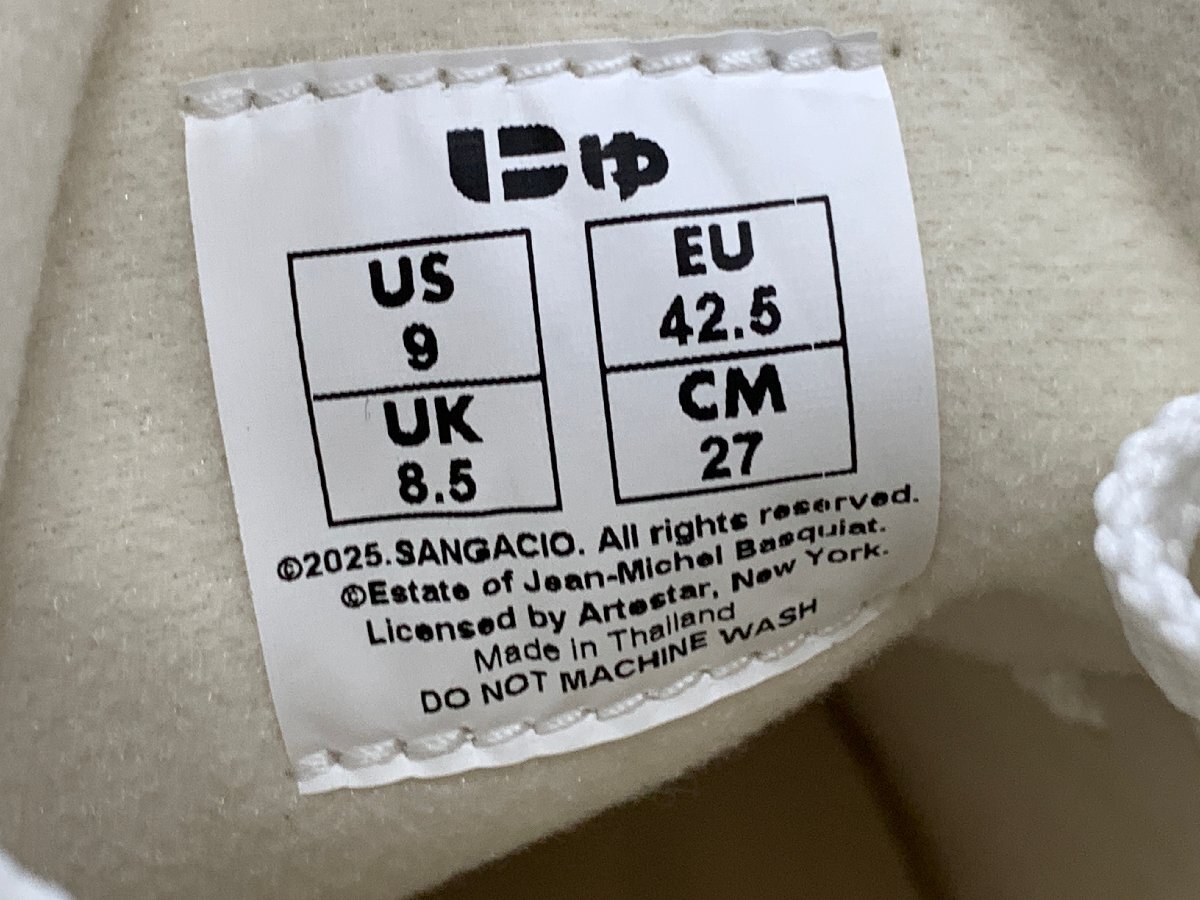 にゅ
US
9
UK
8.5
EU
42.5
CM
27
©2025.SANGACIO. All rights reserved.
©Estate of Jean-Michel Basquiat.
Licensed by Artestar, New York.
Made in Thailand
DO NOT MACHINE WASH